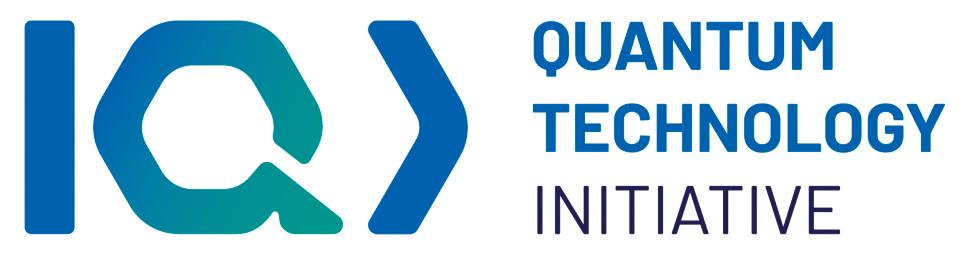 |Q⟩
QUANTUM
TECHNOLOGY
INITIATIVE